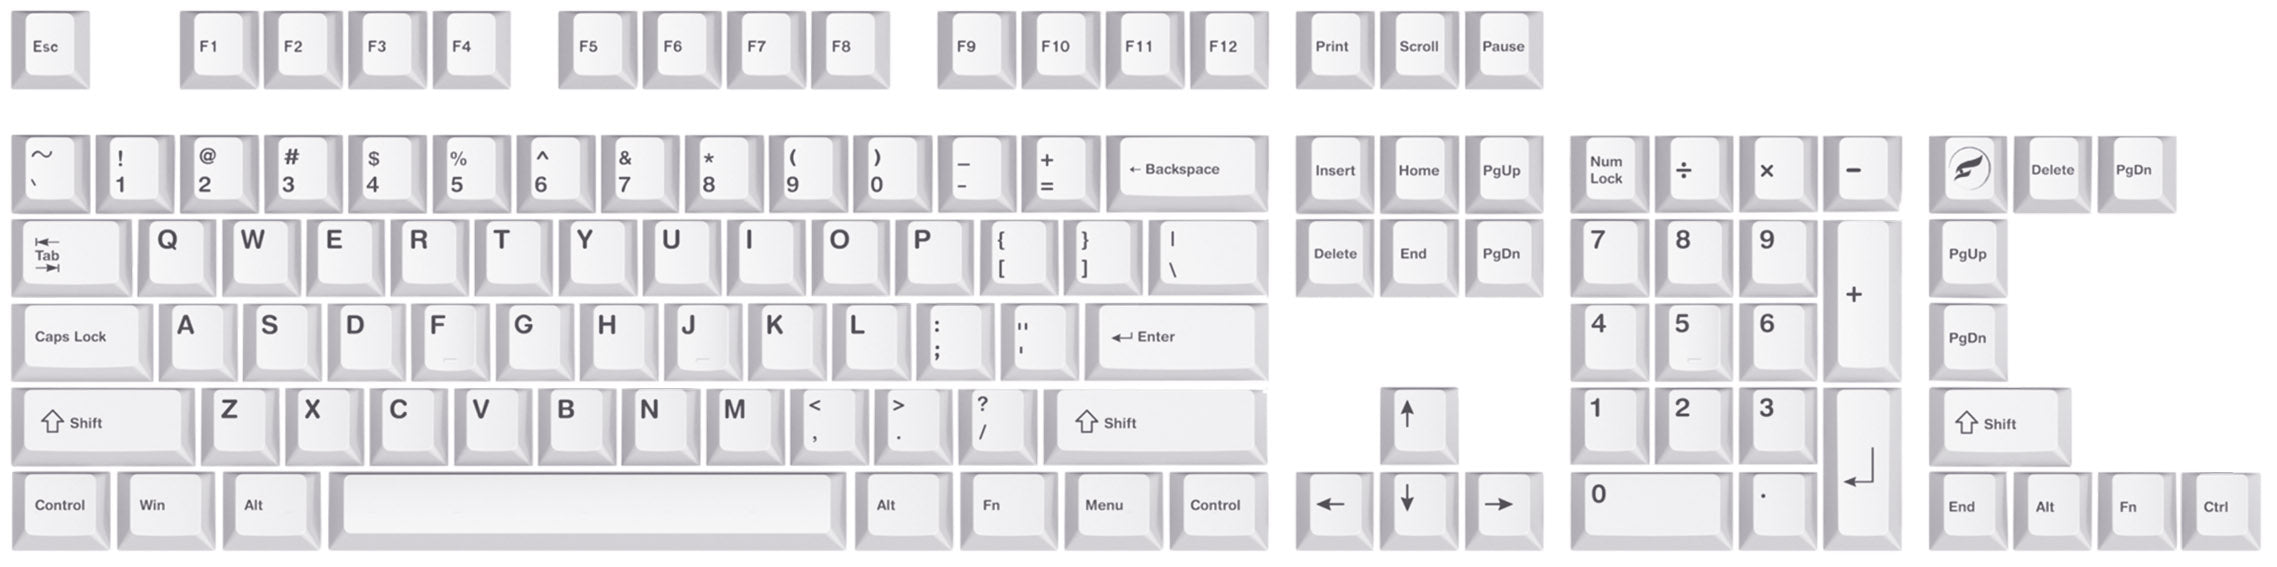 Esc F1 F2 F3 F4 F5 F6 F7 F8 F9 F10 F11 F12 Print Scroll Pause
~ ! @ # $ % ^ & * ( ) _ +
` 1 2 3 4 5 6 7 8 9 0 - = ← Backspace Insert Home PgUp Num Lock ÷ × − Delete PgDn
Tab Q W E R T Y U I O P { [ } ] | \ Delete End PgDn 7 8 9 + PgUp
Caps Lock A S D F G H J K L : ; " ' ↵ Enter 4 5 6 PgDn
⇧ Shift Z X C V B N M < , > . ? / ⇧ Shift ↑ 1 2 3 ↵ ⇧ Shift
Control Win Alt Alt Fn Menu Control ← ↓ → 0 . End Alt Fn Ctrl